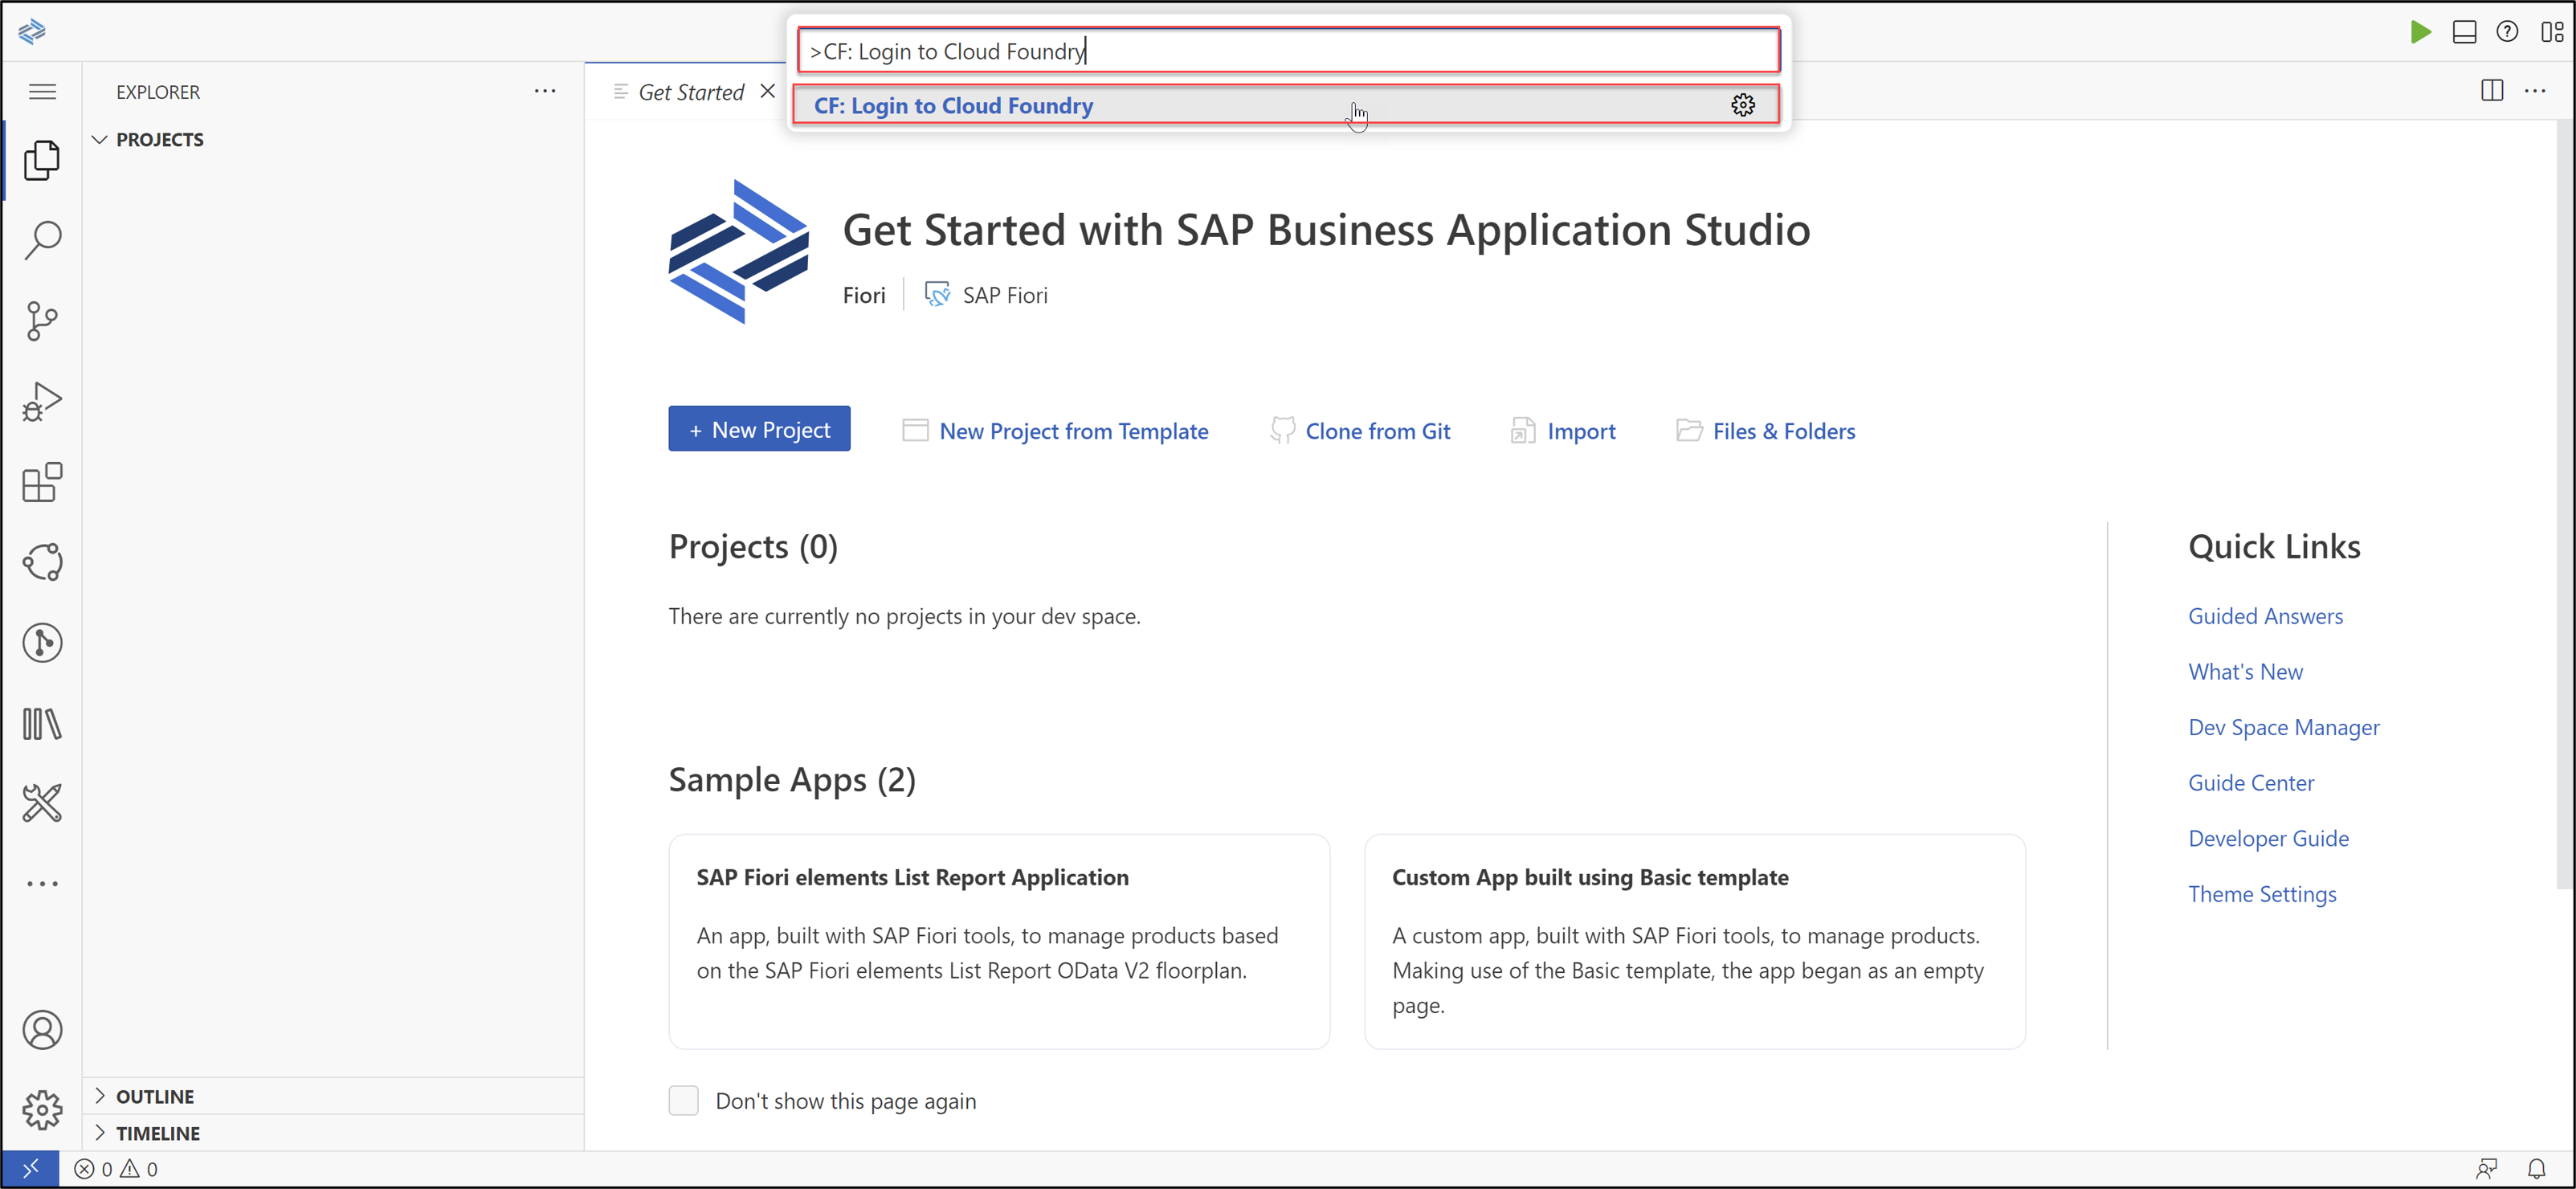 >CF: Login to Cloud Foundry
CF: Login to Cloud Foundry
EXPLORER
Get Started
PROJECTS
Get Started with SAP Business Application Studio
Fiori
SAP Fiori
+ New Project
New Project from Template
Clone from Git
Import
Files & Folders
Projects (0)
There are currently no projects in your dev space.
Quick Links
Guided Answers
What's New
Dev Space Manager
Guide Center
Developer Guide
Theme Settings
Sample Apps (2)
SAP Fiori elements List Report Application
An app, built with SAP Fiori tools, to manage products based
on the SAP Fiori elements List Report OData V2 floorplan.
Custom App built using Basic template
A custom app, built with SAP Fiori tools, to manage products.
Making use of the Basic template, the app began as an empty
page.
Don't show this page again
OUTLINE
TIMELINE
0
0